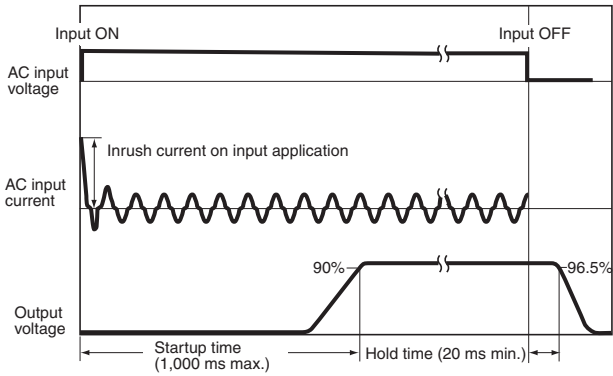 Input ON
Input OFF
AC input
voltage
Inrush current on input application
AC input
current
90%
96.5%
Output
voltage
Startup time
(1,000 ms max.)
Hold time (20 ms min.)